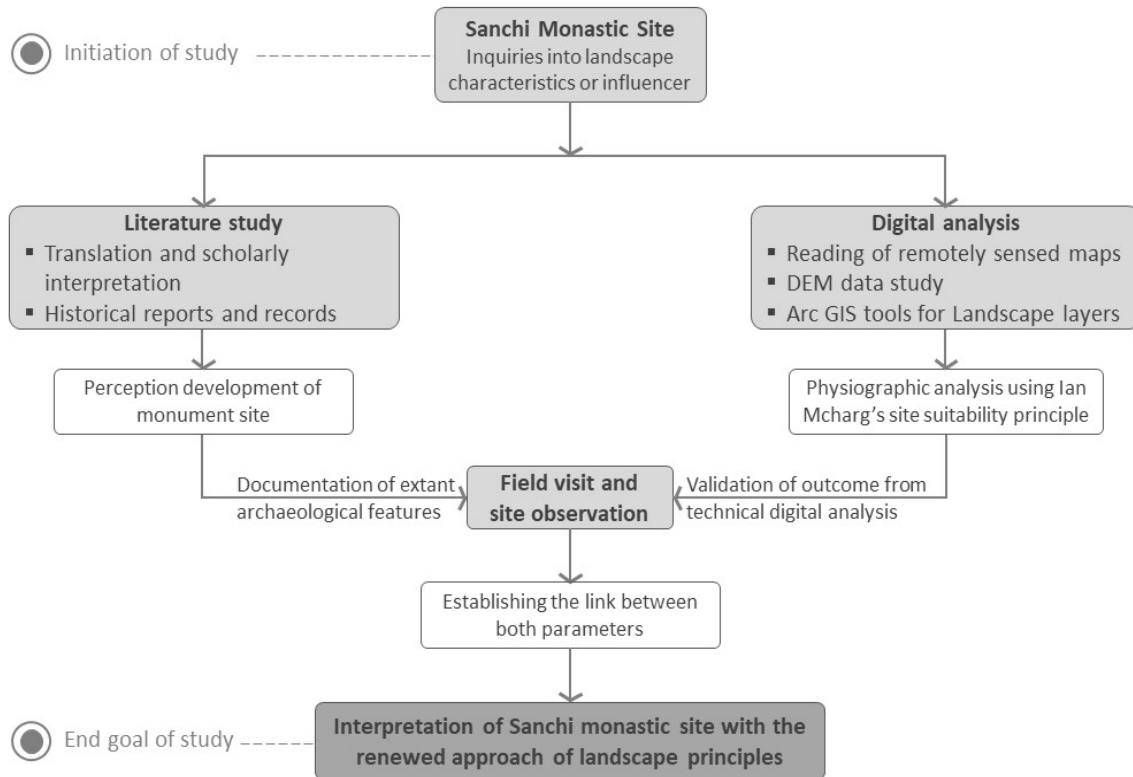 Sanchi Monastic Site
Inquiries into landscape
characteristics or influencer
Initiation of study
Literature study
▪ Translation and scholarly
interpretation
▪ Historical reports and records
Digital analysis
▪ Reading of remotely sensed maps
▪ DEM data study
▪ Arc GIS tools for Landscape layers
Perception development of
monument site
Physiographic analysis using Ian
Mcharg's site suitability principle
Documentation of extant
archaeological features
Field visit and
site observation
Validation of outcome from
technical digital analysis
Establishing the link between
both parameters
End goal of study
Interpretation of Sanchi monastic site with the
renewed approach of landscape principles